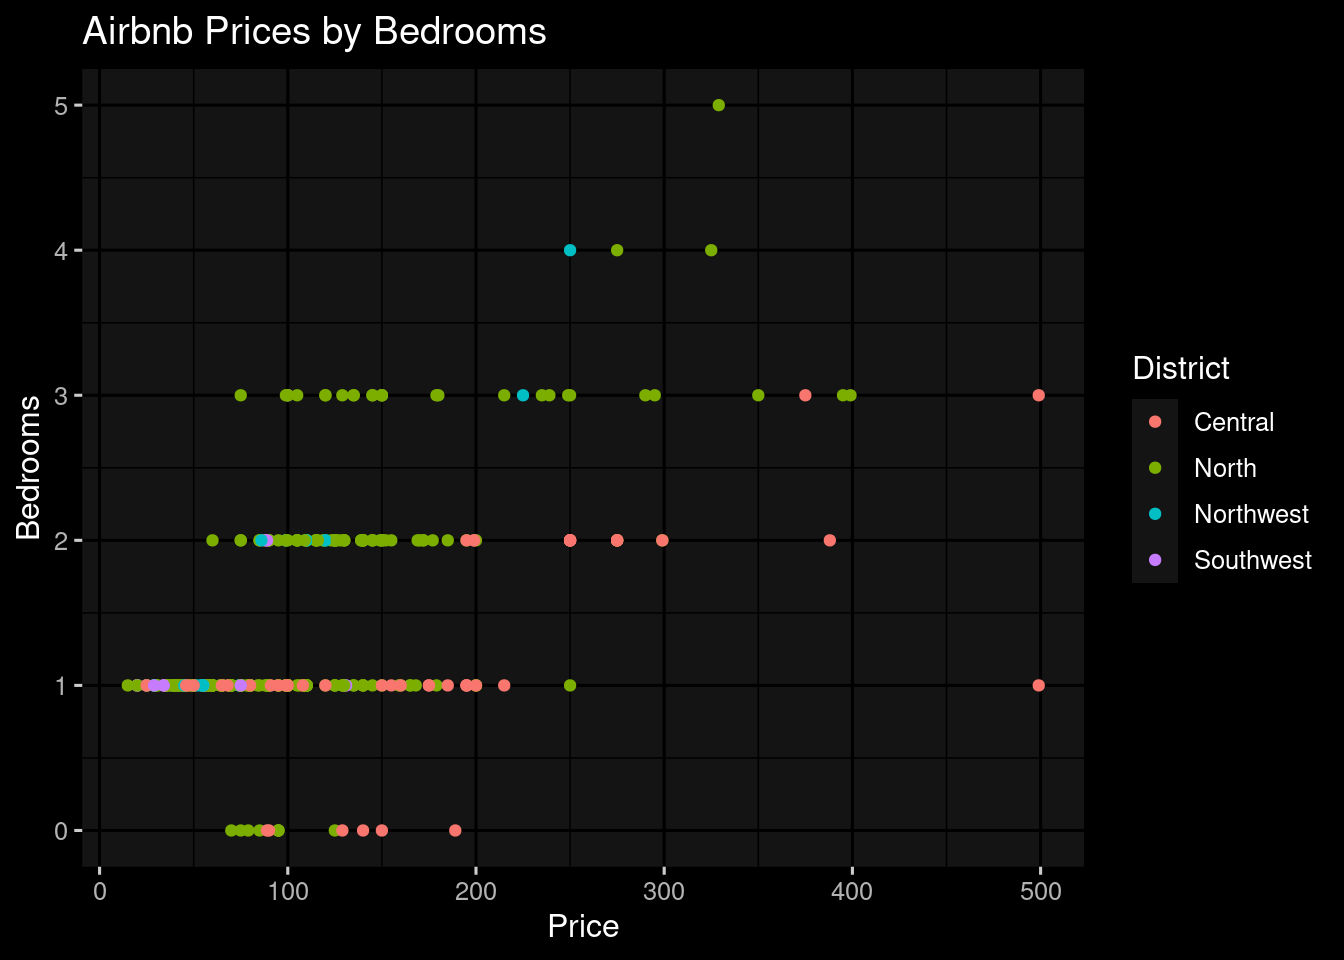 Airbnb Prices by Bedrooms
5
4
3
2
1
0
Bedrooms
0 100 200 300 400 500
Price
District
Central
North
Northwest
Southwest